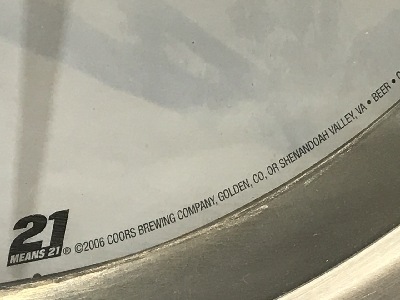 21
MEANS 21®
©2006 COORS BREWING COMPANY, GOLDEN, CO, OR SHENANDOAH VALLEY, VA • BEER •